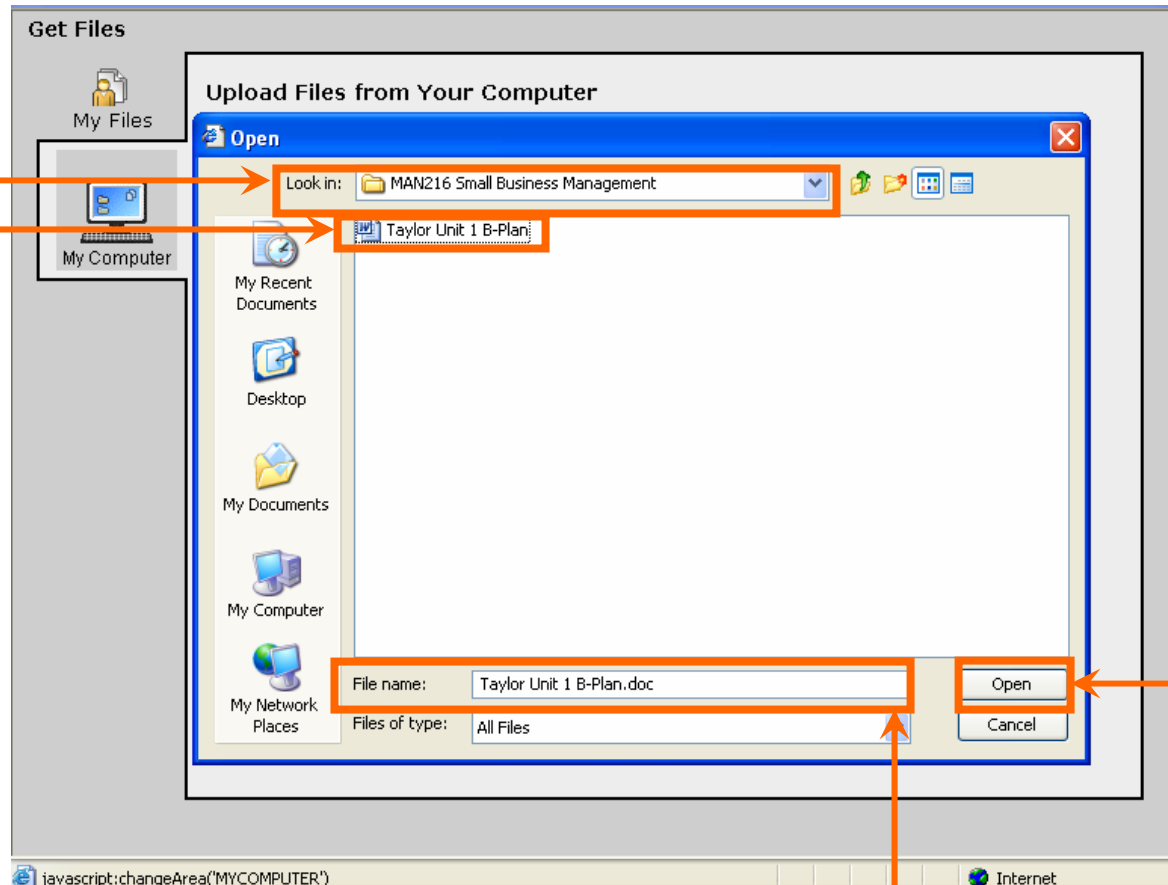 Get Files
My Files
My Computer
Upload Files from Your Computer
Open
Look in: MAN216 Small Business Management
Taylor Unit 1 B-Plan
My Recent
Documents
Desktop
My Documents
My Computer
My Network
Places
File name: Taylor Unit 1 B-Plan.doc
Open
Files of type: All Files
Cancel
javascript:changeArea('MYCOMPUTER')
Internet